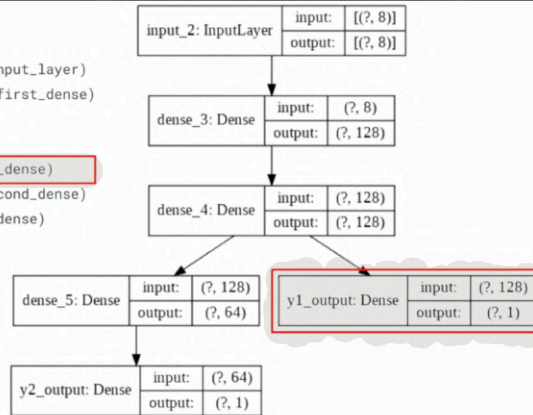 input_2: InputLayer
input: [(?, 8)]
output: [(?, 8)]
nput_layer)
first_dense)
dense_3: Dense
input: (?, 8)
output: (?, 128)
_dense)
cond_dense)
dense)
dense_4: Dense
input: (?, 128)
output: (?, 128)
dense_5: Dense
input: (?, 128)
output: (?, 64)
y1_output: Dense
input: (?, 128)
output: (?, 1)
y2_output: Dense
input: (?, 64)
output: (?, 1)